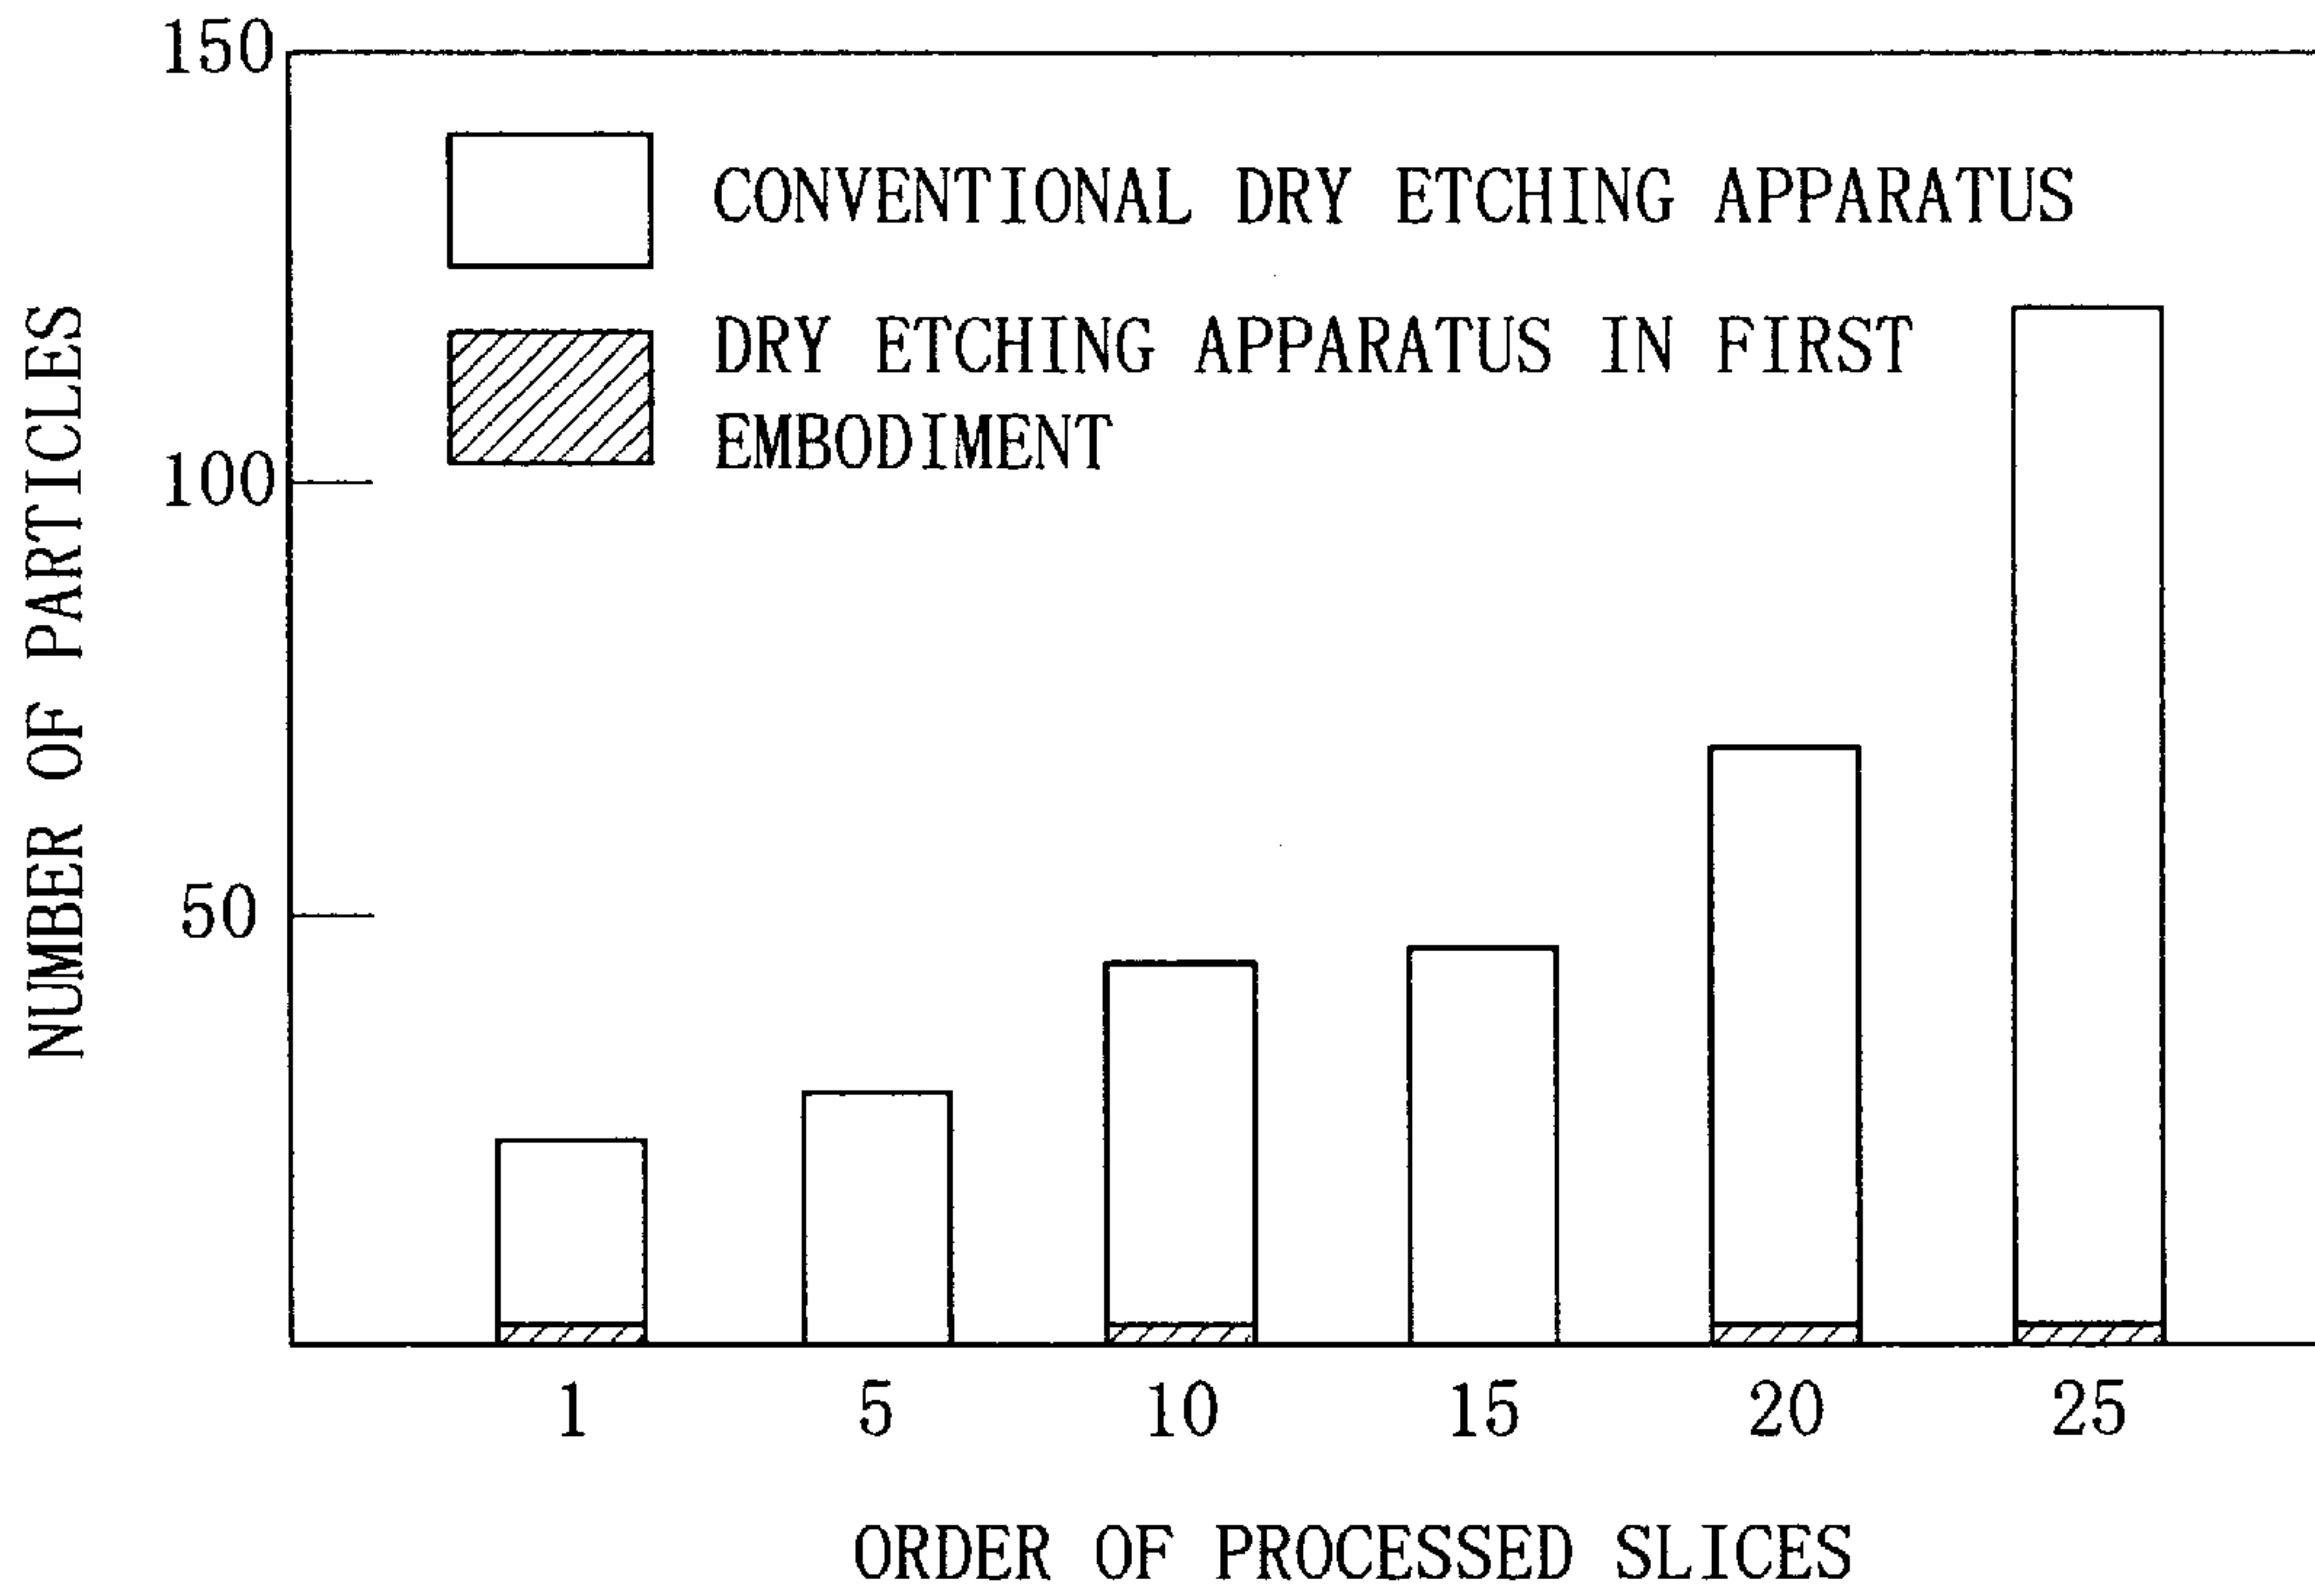 150
CONVENTIONAL DRY ETCHING APPARATUS
DRY ETCHING APPARATUS IN FIRST
EMBODIMENT
100
50
NUMBER OF PARTICLES
1 5 10 15 20 25
ORDER OF PROCESSED SLICES